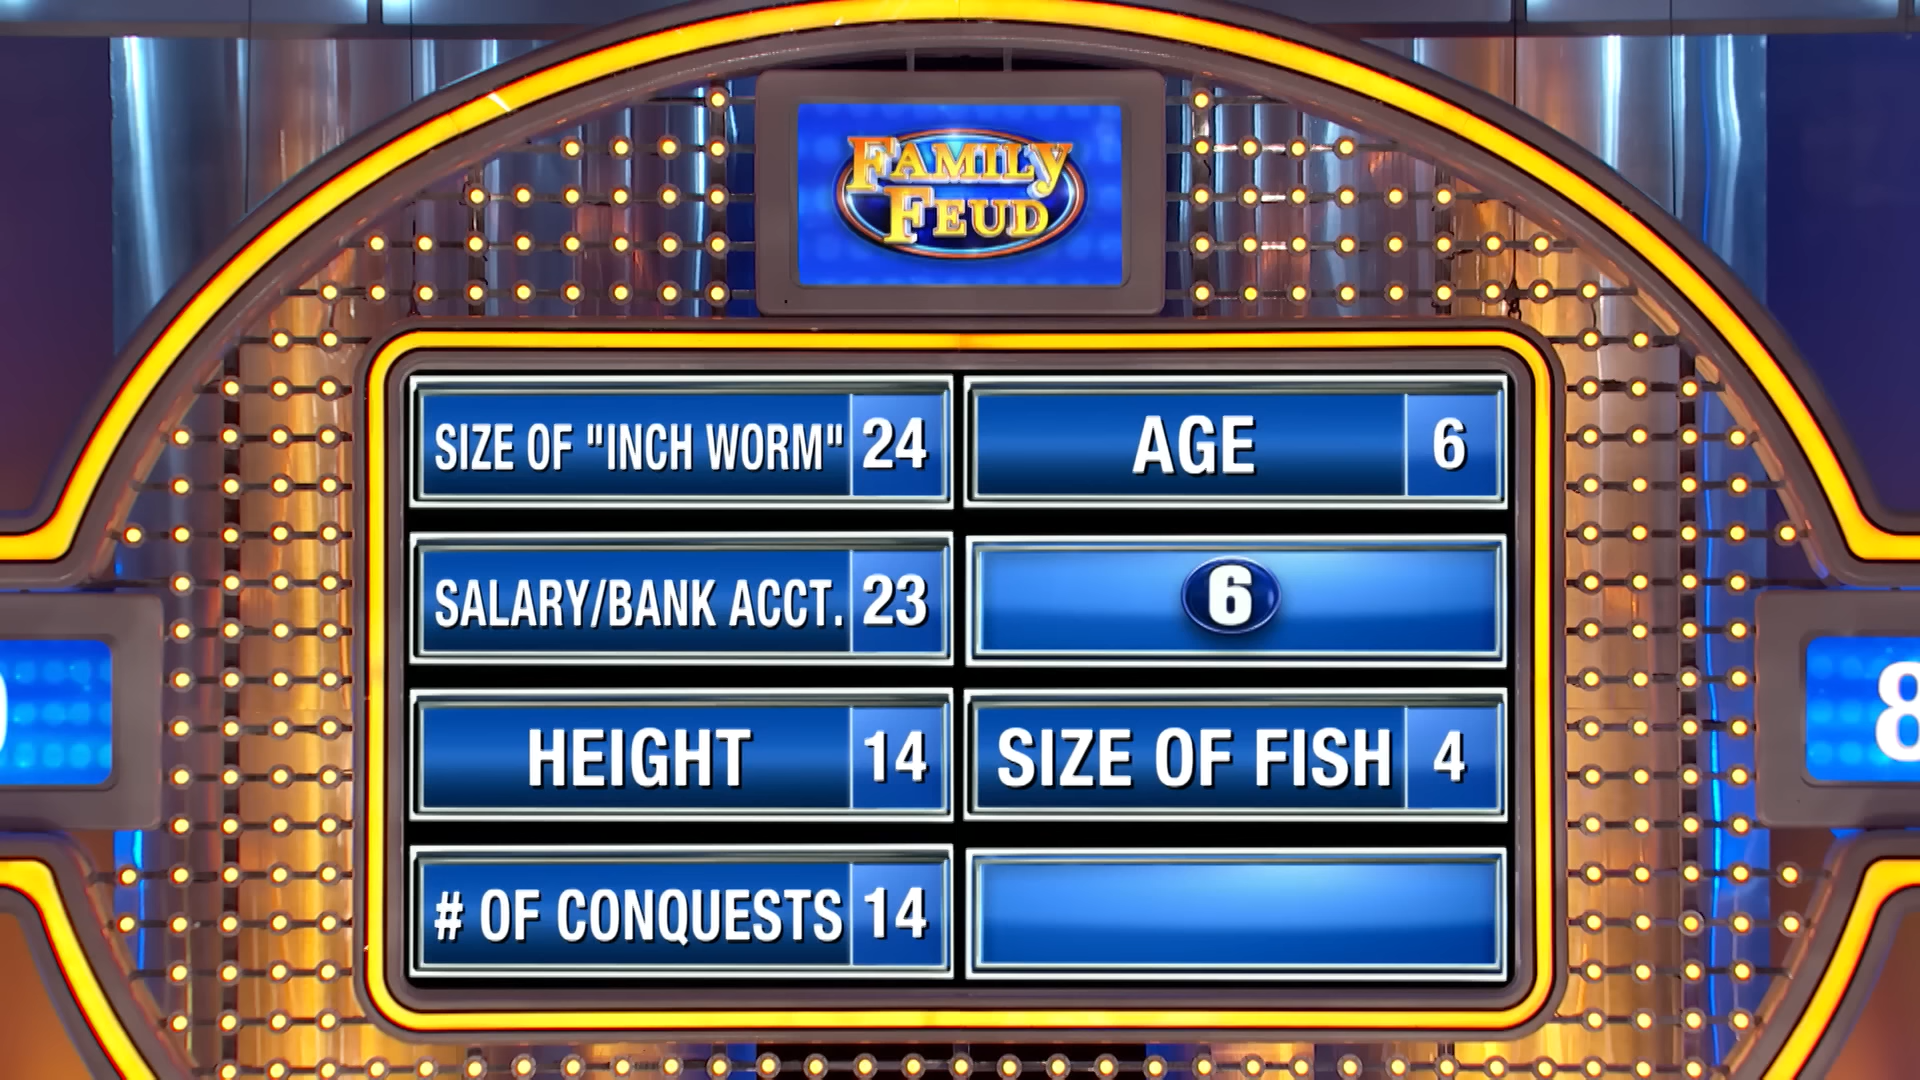 FAMILY
FEUD
SIZE OF "INCH WORM" 24
SALARY/BANK ACCT. 23
HEIGHT 14
# OF CONQUESTS 14
AGE 6
6
SIZE OF FISH 4
8